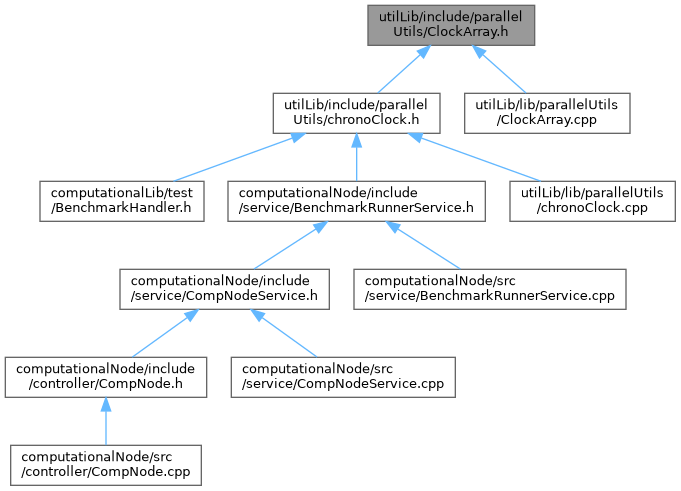 utilLib/include/parallel
Utils/ClockArray.h
utilLib/include/parallel
Utils/chronoClock.h
utilLib/lib/parallelUtils
/ClockArray.cpp
computationalLib/test
/BenchmarkHandler.h
computationalNode/include
/service/BenchmarkRunnerService.h
utilLib/lib/parallelUtils
/chronoClock.cpp
computationalNode/include
/service/CompNodeService.h
computationalNode/src
/service/BenchmarkRunnerService.cpp
computationalNode/include
/controller/CompNode.h
computationalNode/src
/service/CompNodeService.cpp
computationalNode/src
/controller/CompNode.cpp